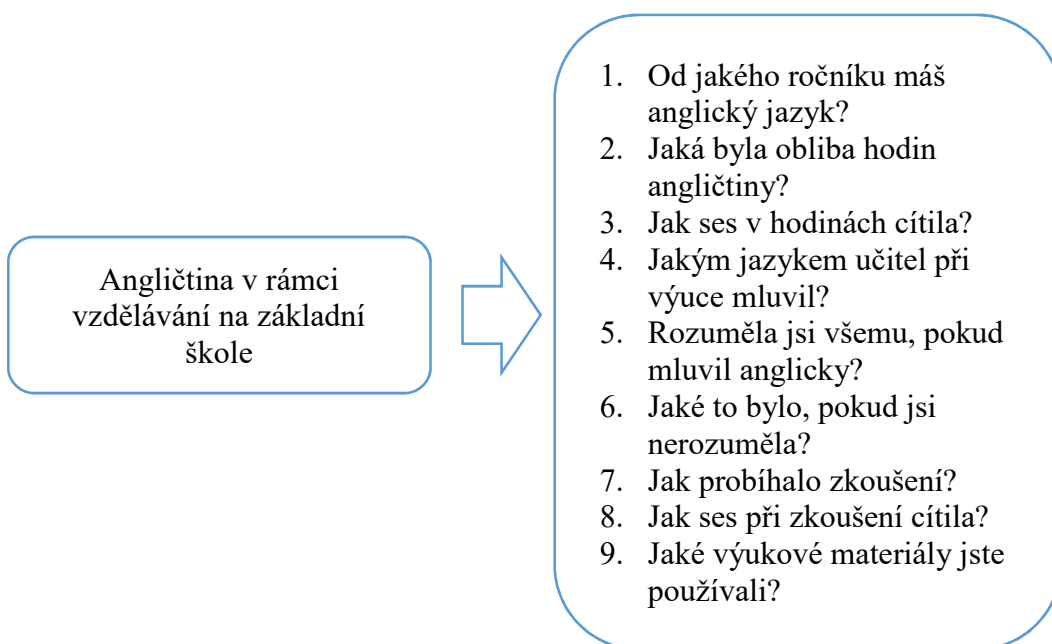 Angličtina v rámci
vzdělávání na základní
škole
1. Od jakého ročníku máš
anglický jazyk?
2. Jaká byla obliba hodin
angličtiny?
3. Jak ses v hodinách cítila?
4. Jakým jazykem učitel při
výuce mluvil?
5. Rozuměla jsi všemu, pokud
mluvil anglicky?
6. Jaké to bylo, pokud jsi
nerozuměla?
7. Jak probíhalo zkoušení?
8. Jak ses při zkoušení cítila?
9. Jaké výukové materiály jste
používali?